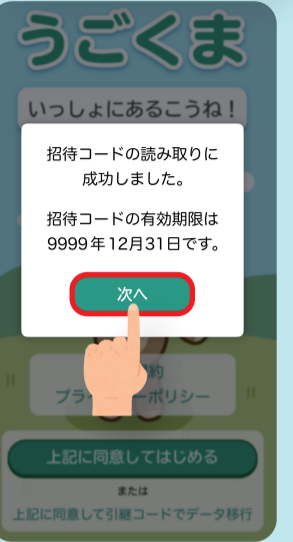 うごくま
いっしょにあるこうね！
招待コードの読み取りに
成功しました。
招待コードの有効期限は
9999年12月31日です。
次へ
約
プラ ーポリシー
上記に同意してはじめる
または
上記に同意して引継コードでデータ移行